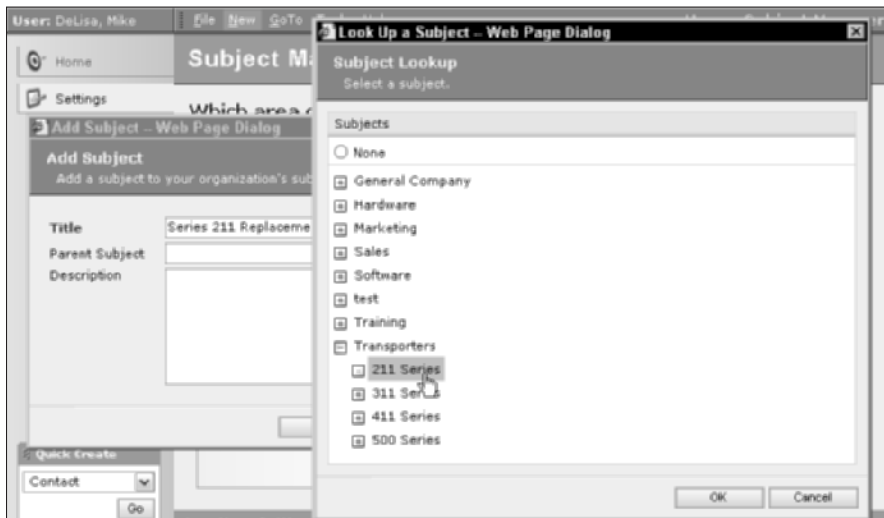 User: DeLisa, Mike
File New GoTo
Home
Subject Ma
Settings
Which area
Add Subject -- Web Page Dialog
Add Subject
Add a subject to your organization's sub
Title
Series 211 Replaceme
Parent Subject
Description
Quick Create
Contact
Go
Look Up a Subject -- Web Page Dialog
Subject Lookup
Select a subject.
Subjects
None
General Company
Hardware
Marketing
Sales
Software
test
Training
Transporters
211 Series
311 Series
411 Series
500 Series
OK Cancel